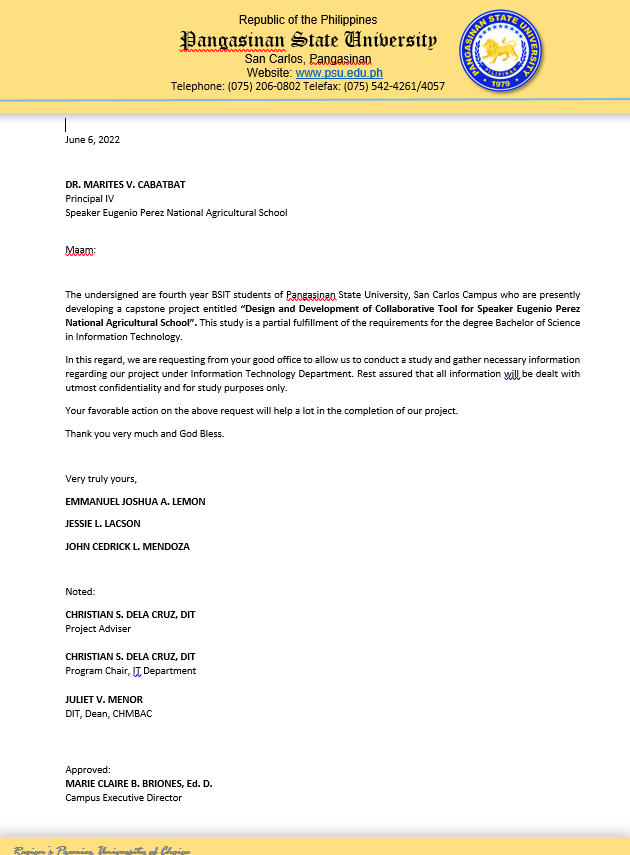 Republic of the Philippines
Pangasinan State University
San Carlos, Pangasinan
Website: www.psu.edu.ph
Telephone: (075) 206-0802 Telefax: (075) 542-4261/4057
PANGASINAN STATE UNIVERSITY
PHILIPPINES
1979
June 6, 2022
DR. MARITES V. CABATBAT
Principal IV
Speaker Eugenio Perez National Agricultural School
Maam:
The undersigned are fourth year BSIT students of Pangasinan State University, San Carlos Campus who are presently
developing a capstone project entitled “Design and Development of Collaborative Tool for Speaker Eugenio Perez
National Agricultural School”. This study is a partial fulfillment of the requirements for the degree Bachelor of Science
in Information Technology.
In this regard, we are requesting from your good office to allow us to conduct a study and gather necessary information
regarding our project under Information Technology Department. Rest assured that all information will be dealt with
utmost confidentiality and for study purposes only.
Your favorable action on the above request will help a lot in the completion of our project.
Thank you very much and God Bless.
Very truly yours,
EMMANUEL JOSHUA A. LEMON
JESSIE L. LACSON
JOHN CEDRICK L. MENDOZA
Noted:
CHRISTIAN S. DELA CRUZ, DIT
Project Adviser
CHRISTIAN S. DELA CRUZ, DIT
Program Chair, IT Department
JULIET V. MENOR
DIT, Dean, CHMBAC
Approved:
MARIE CLAIRE B. BRIONES, Ed. D.
Campus Executive Director
Region's Premier University of Choice